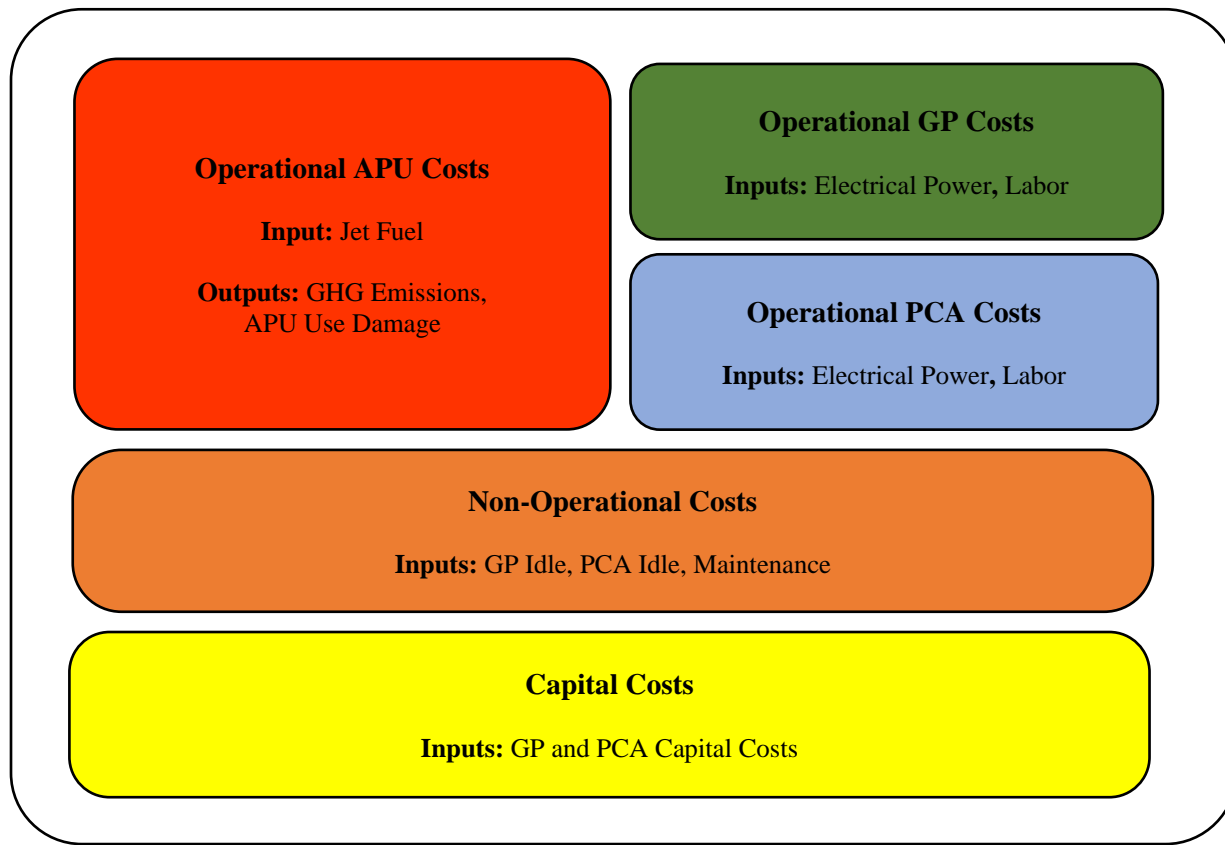 Operational APU Costs
Input: Jet Fuel
Outputs: GHG Emissions,
APU Use Damage
Operational GP Costs
Inputs: Electrical Power, Labor
Operational PCA Costs
Inputs: Electrical Power, Labor
Non-Operational Costs
Inputs: GP Idle, PCA Idle, Maintenance
Capital Costs
Inputs: GP and PCA Capital Costs